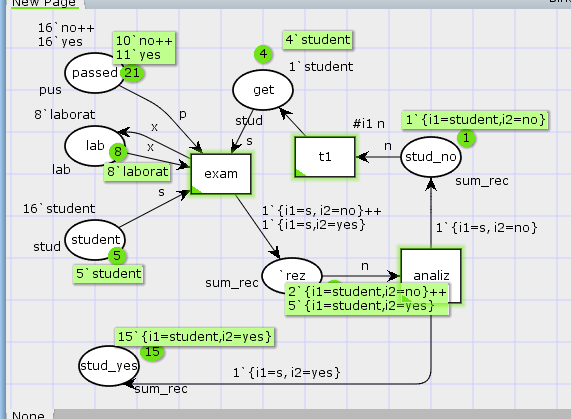 New Page
16`no++
16`yes
10`no++
11`yes
passed
21
pus
p
8`laborat
x
lab
8
x
8`laborat
lab
exam
s
16`student
stud
student
5
5`student
4`student
4
1`student
get
stud
s
#i1 n
t1
n
1`{i1=student,i2=no}
1
stud_no
sum_rec
1`{i1=s, i2=no}++
1`{i1=s, i2=yes}
1`{i1=s, i2=no}
`rez
sum_rec
n
analiz
2`{i1=student,i2=no}++
5`{i1=student,i2=yes}
15`{i1=student,i2=yes}
15
stud_yes
sum_rec
1`{i1=s, i2=yes}
None